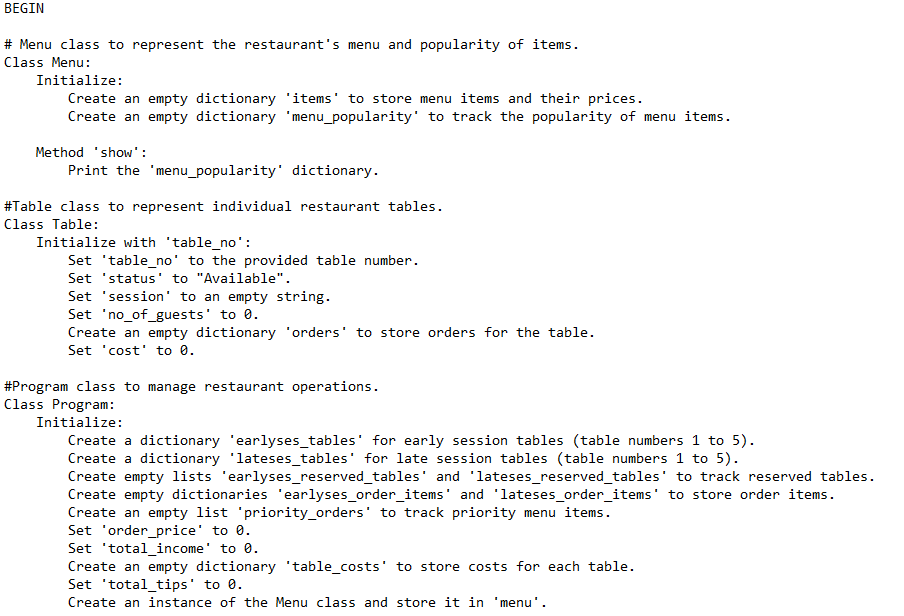 BEGIN

# Menu class to represent the restaurant's menu and popularity of items.
Class Menu:
    Initialize:
        Create an empty dictionary 'items' to store menu items and their prices.
        Create an empty dictionary 'menu_popularity' to track the popularity of menu items.

    Method 'show':
        Print the 'menu_popularity' dictionary.

#Table class to represent individual restaurant tables.
Class Table:
    Initialize with 'table_no':
        Set 'table_no' to the provided table number.
        Set 'status' to "Available".
        Set 'session' to an empty string.
        Set 'no_of_guests' to 0.
        Create an empty dictionary 'orders' to store orders for the table.
        Set 'cost' to 0.

#Program class to manage restaurant operations.
Class Program:
    Initialize:
        Create a dictionary 'earlyses_tables' for early session tables (table numbers 1 to 5).
        Create a dictionary 'lateses_tables' for late session tables (table numbers 1 to 5).
        Create empty lists 'earlyses_reserved_tables' and 'lateses_reserved_tables' to track reserved tables.
        Create empty dictionaries 'earlyses_order_items' and 'lateses_order_items' to store order items.
        Create an empty list 'priority_orders' to track priority menu items.
        Set 'order_price' to 0.
        Set 'total_income' to 0.
        Create an empty dictionary 'table_costs' to store costs for each table.
        Set 'total_tips' to 0.
        Create an instance of the Menu class and store it in 'menu'.